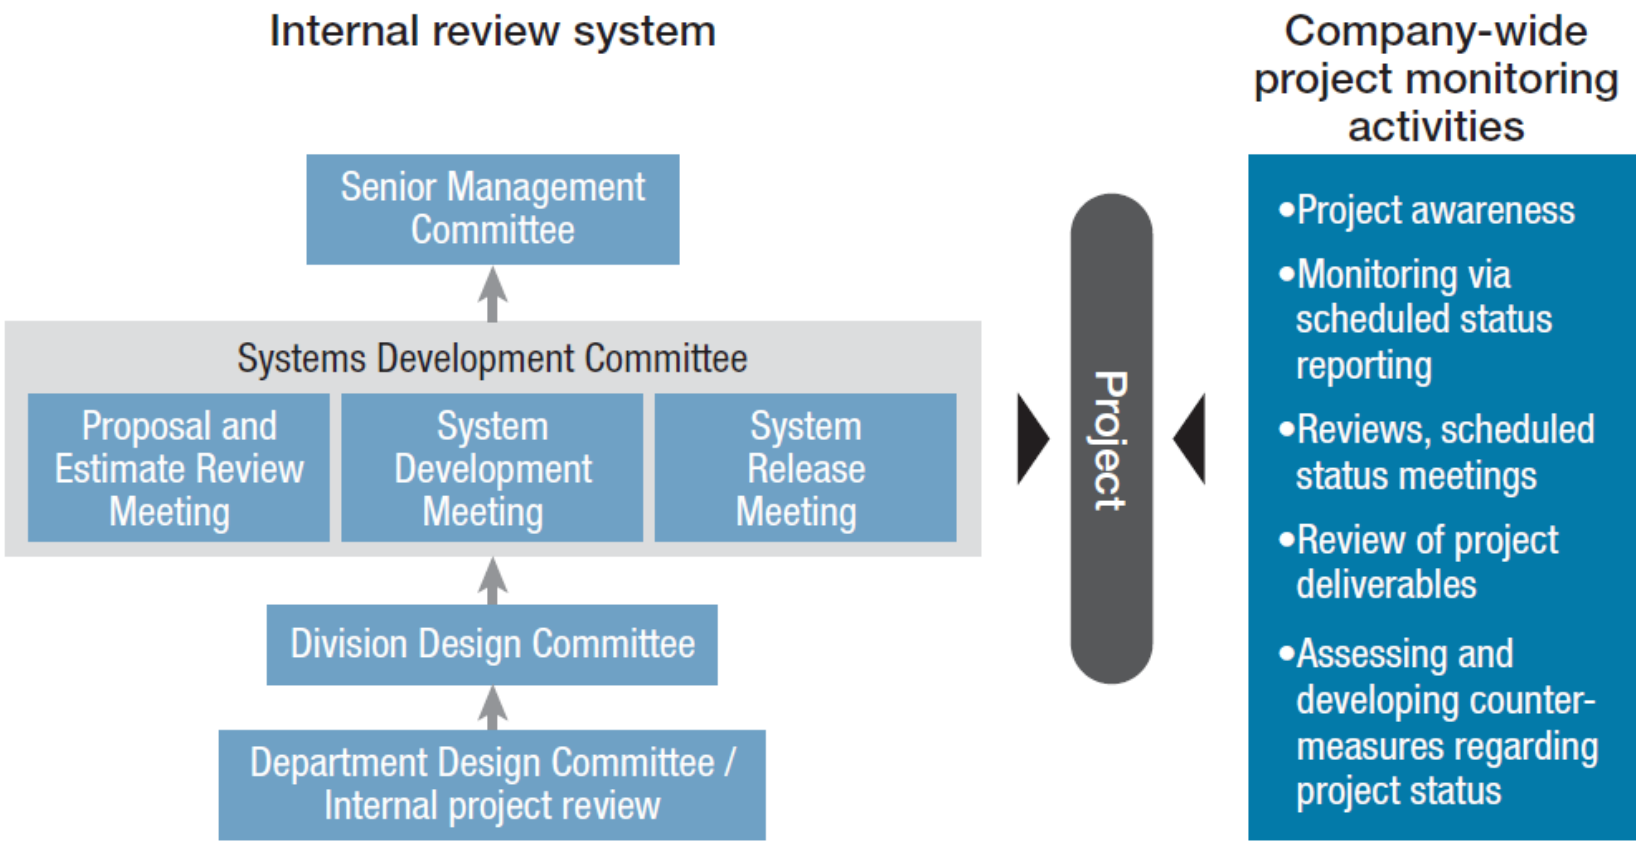 Internal review system
Senior Management
Committee
Systems Development Committee
Proposal and
Estimate Review
Meeting
System
Development
Meeting
System
Release
Meeting
Division Design Committee
Department Design Committee /
Internal project review
Project
Company-wide
project monitoring
activities
•Project awareness
•Monitoring via
scheduled status
reporting
•Reviews, scheduled
status meetings
•Review of project
deliverables
•Assessing and
developing counter-
measures regarding
project status